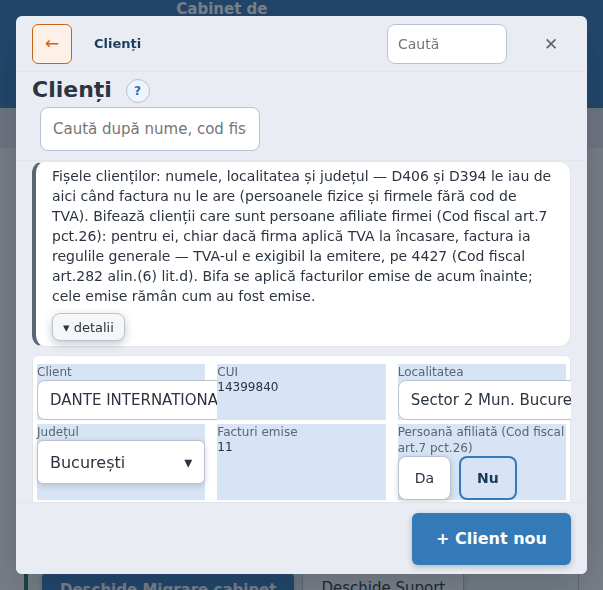 Cabinet de
←
Clienți
Caută
✕
Clienți
?
Caută după nume, cod fis
Fișele clienților: numele, localitatea și județul — D406 și D394 le iau de
aici când factura nu le are (persoanele fizice și firmele fără cod de
TVA). Bifează clienții care sunt persoane afiliate firmei (Cod fiscal art.7
pct.26): pentru ei, chiar dacă firma aplică TVA la încasare, factura ia
regulile generale — TVA-ul e exigibil la emitere, pe 4427 (Cod fiscal
art.282 alin.(6) lit.d). Bifa se aplică facturilor emise de acum înainte;
cele emise rămân cum au fost emise.
▾ detalii
Client
DANTE INTERNATIONA
CUI
14399840
Localitatea
Sector 2 Mun. Bucure
Județul
București ▼
Facturi emise
11
Persoană afiliată (Cod fiscal
art.7 pct.26)
Da
Nu
+ Client nou
Deschide Migrare cabinet
Deschide Suport